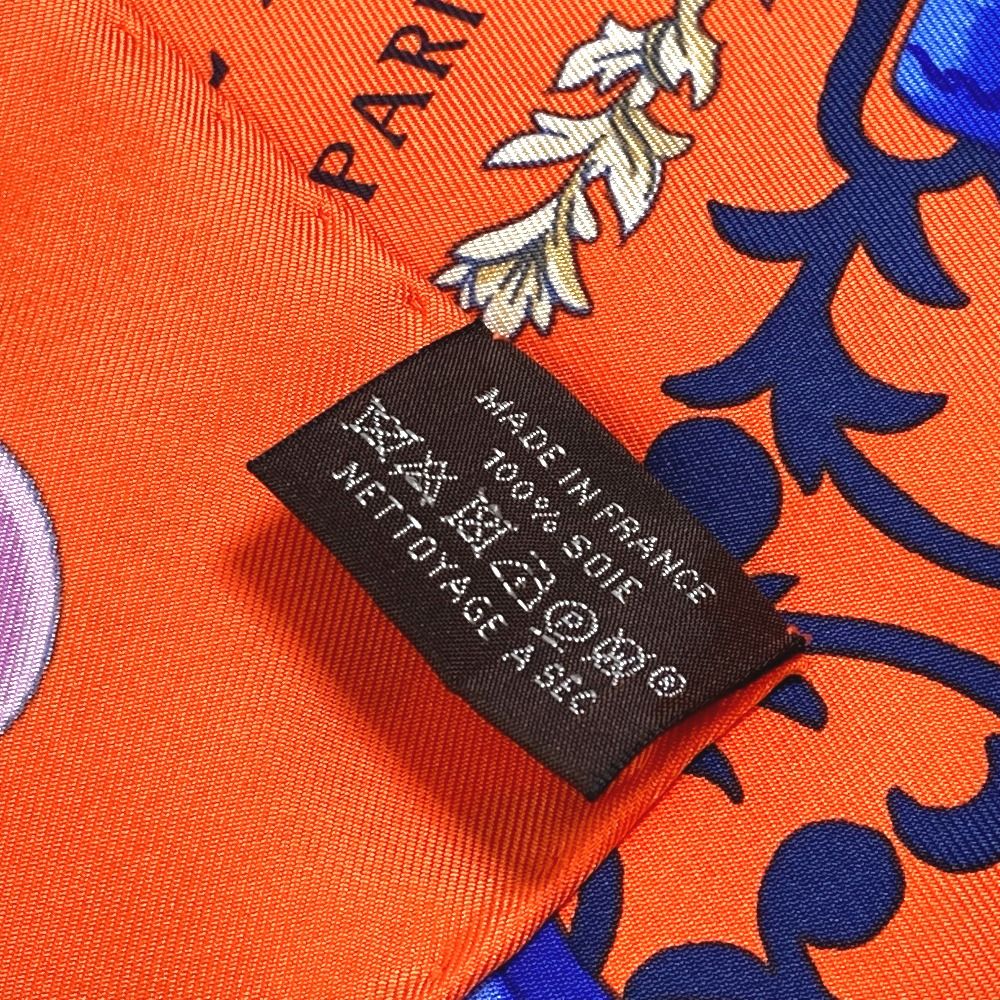 PARI
MADE IN FRANCE
100% SOIE
P W ®
NETTOYAGE A SEC